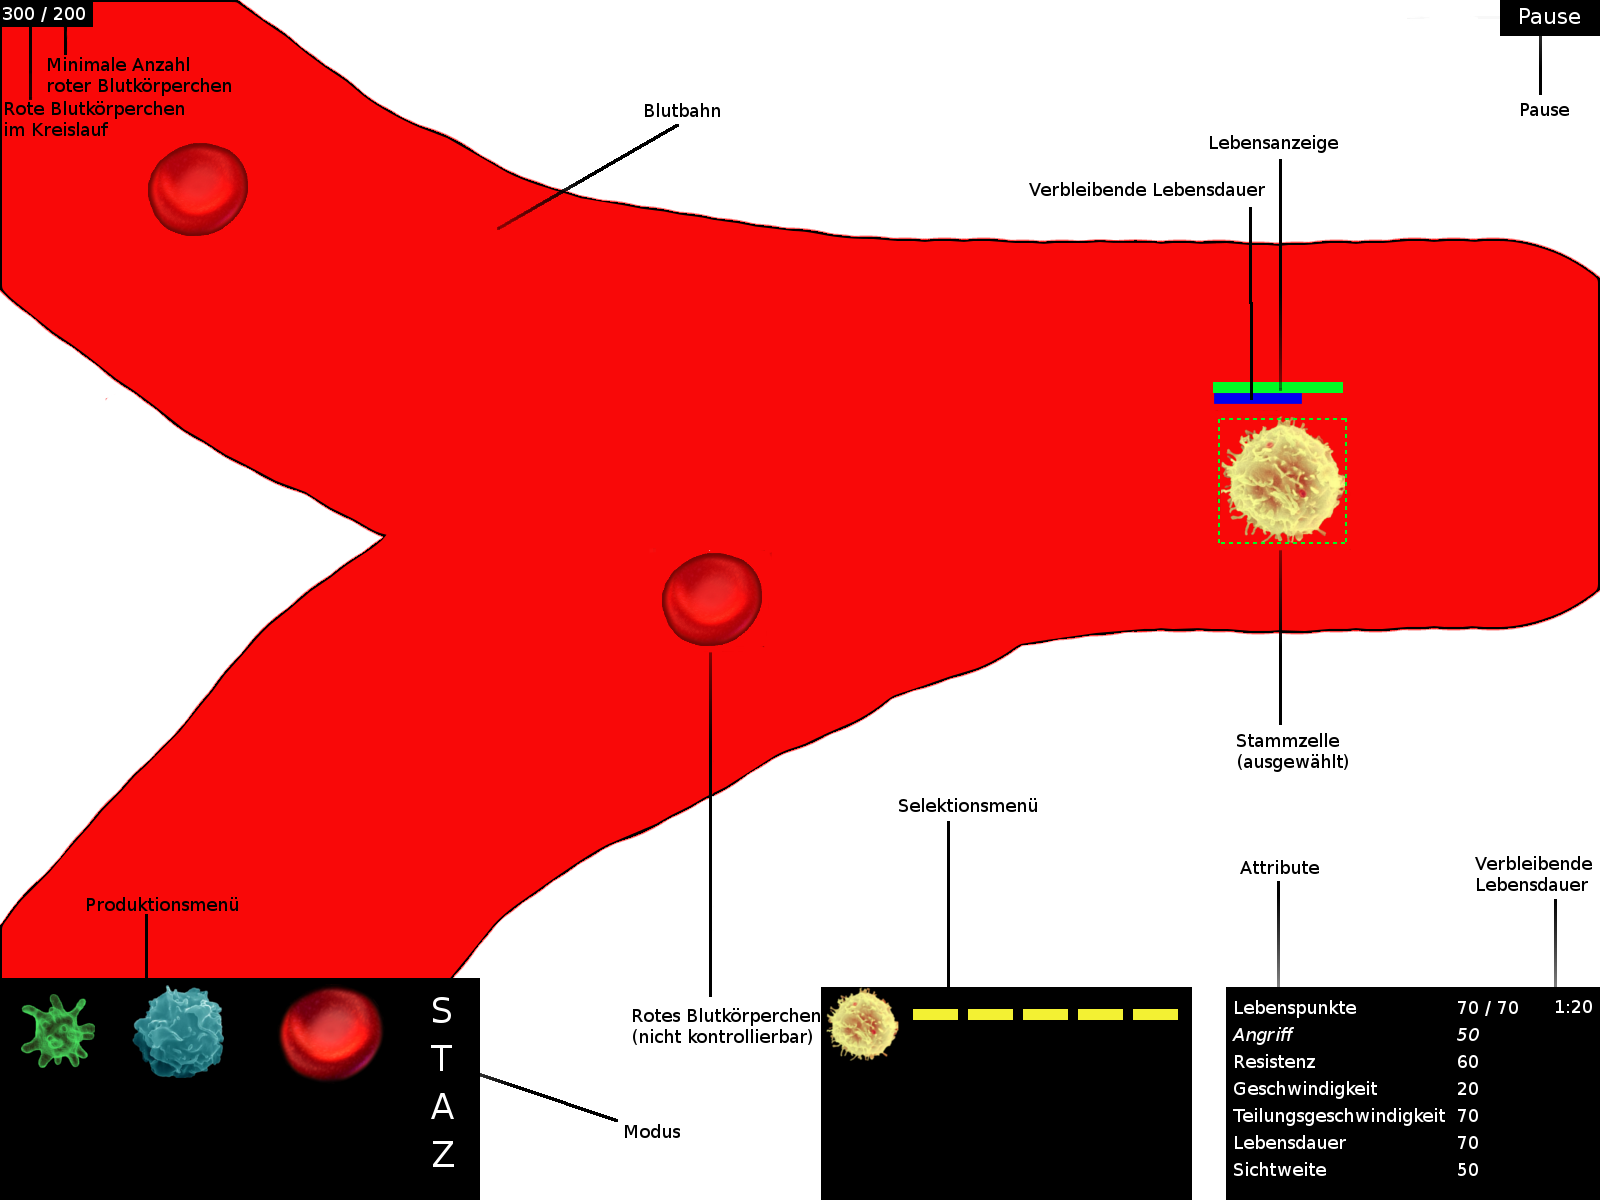 300 / 200
Pause
Minimale Anzahl
roter Blutkörperchen
Rote Blutkörperchen
im Kreislauf
Blutbahn
Pause
Lebensanzeige
Verbleibende Lebensdauer
Stammzelle
(ausgewählt)
Selektionsmenü
Attribute
Verbleibende
Lebensdauer
Produktionsmenü
S
T
A
Z
Rotes Blutkörperchen
(nicht kontrollierbar)
Modus
Lebenspunkte 70 / 70 1:20
Angriff 50
Resistenz 60
Geschwindigkeit 20
Teilungsgeschwindigkeit 70
Lebensdauer 70
Sichtweite 50